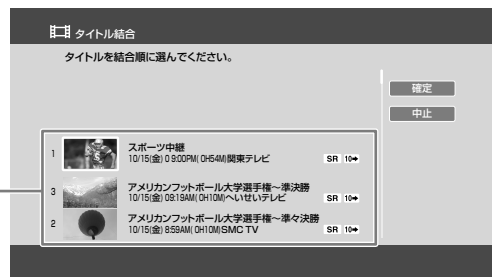 タイトル結合
タイトルを結合順に選んでください。
確定
中止
1 スポーツ中継
10/15(金) 0 9:00PM( 0H54M)関東テレビ SR 10➔
3 アメリカンフットボール大学選手権〜準決勝
10/15(金) 09:19AM( 0H10M)へいせいテレビ SR 10➔
2 アメリカンフットボール大学選手権〜準々決勝
10/15(金) 8:59AM( 0H10M)SMC TV SR 10➔